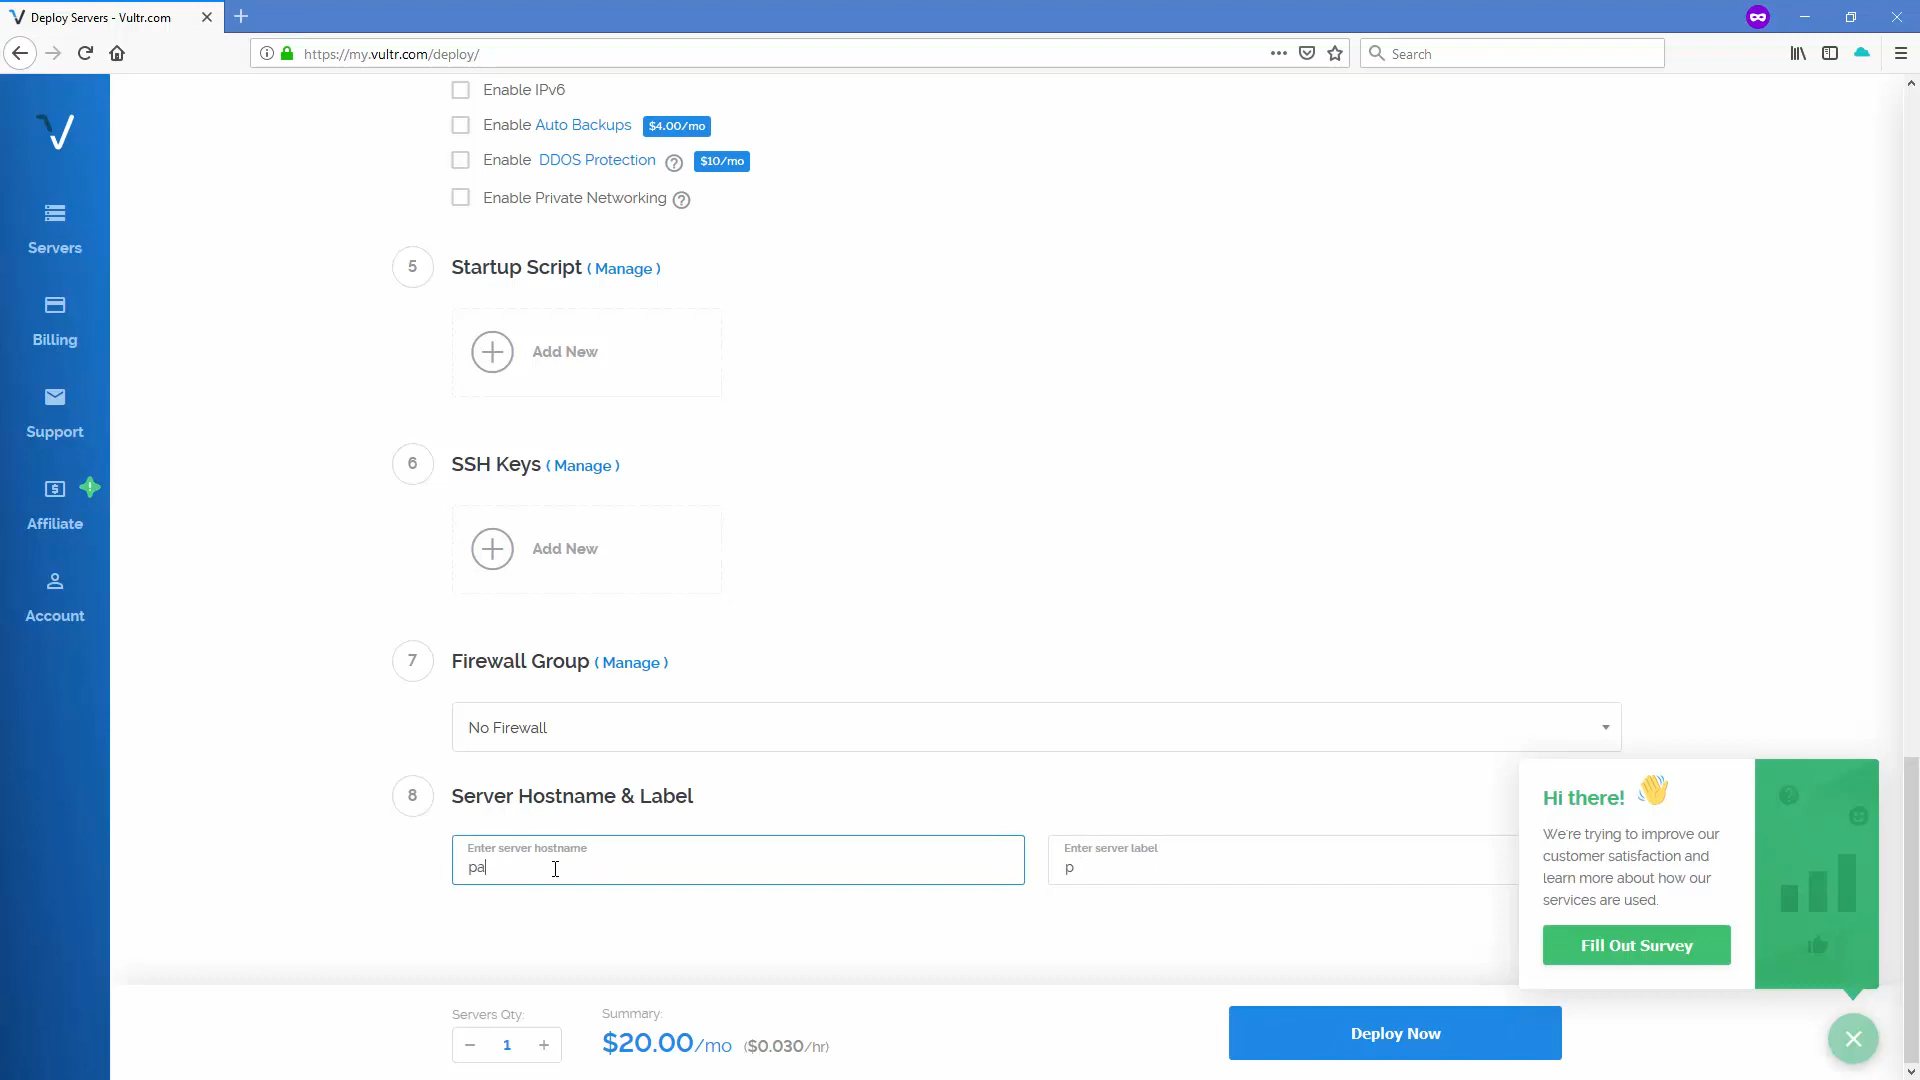 Deploy Servers - Vultr.com
https://my.vultr.com/deploy/
Search
Servers
Billing
Support
Affiliate
Account
Enable IPv6
Enable Auto Backups $4.00/mo
Enable DDOS Protection ? $10/mo
Enable Private Networking ?
5 Startup Script ( Manage )
Add New
6 SSH Keys ( Manage )
Add New
7 Firewall Group ( Manage )
No Firewall
8 Server Hostname & Label
Enter server hostname
pa
Enter server label
p
Hi there!
We're trying to improve our
customer satisfaction and
learn more about how our
services are used.
Fill Out Survey
Servers Qty:
− 1 +
Summary:
$20.00/mo ($0.030/hr)
Deploy Now